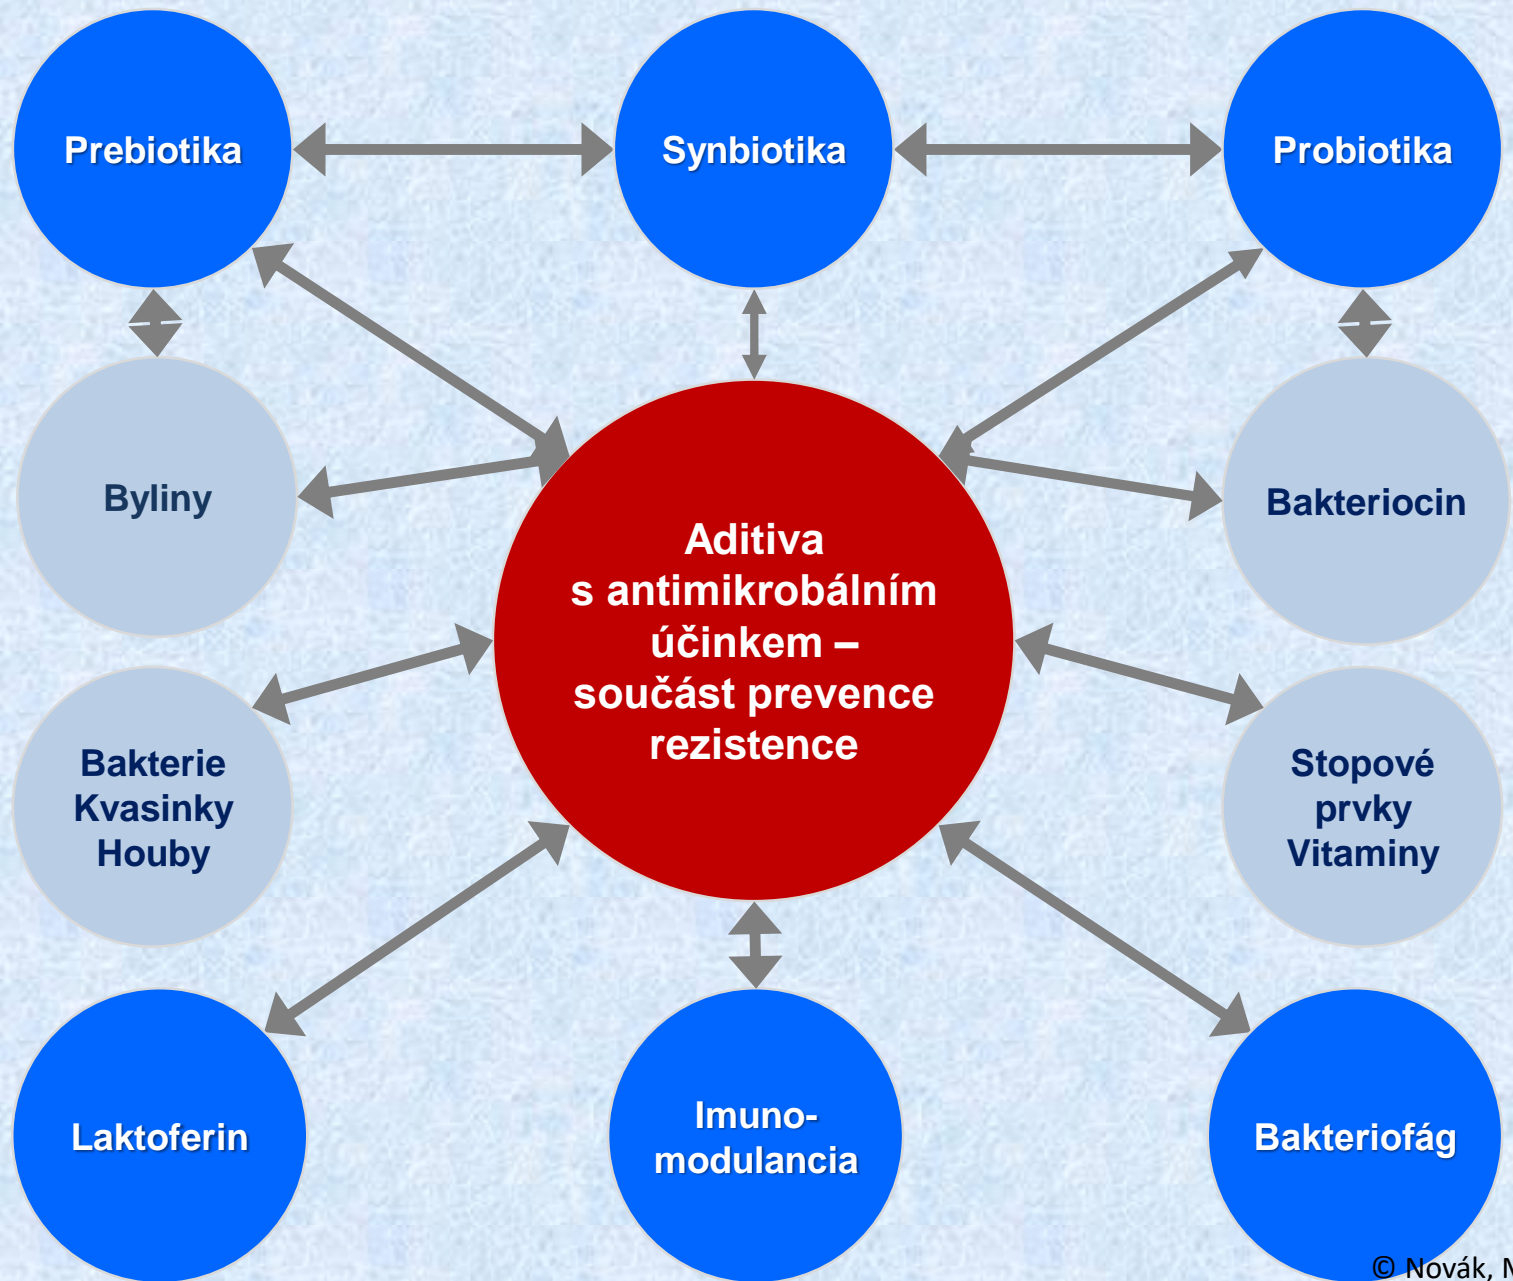 Prebiotika
Synbiotika
Probiotika
Byliny
Bakteriocin
Aditiva
s antimikrobálním
účinkem –
součást prevence
rezistence
Bakterie
Kvasinky
Houby
Stopové
prvky
Vitaminy
Laktoferin
Imuno-
modulancia
Bakteriofág
© Novák, M